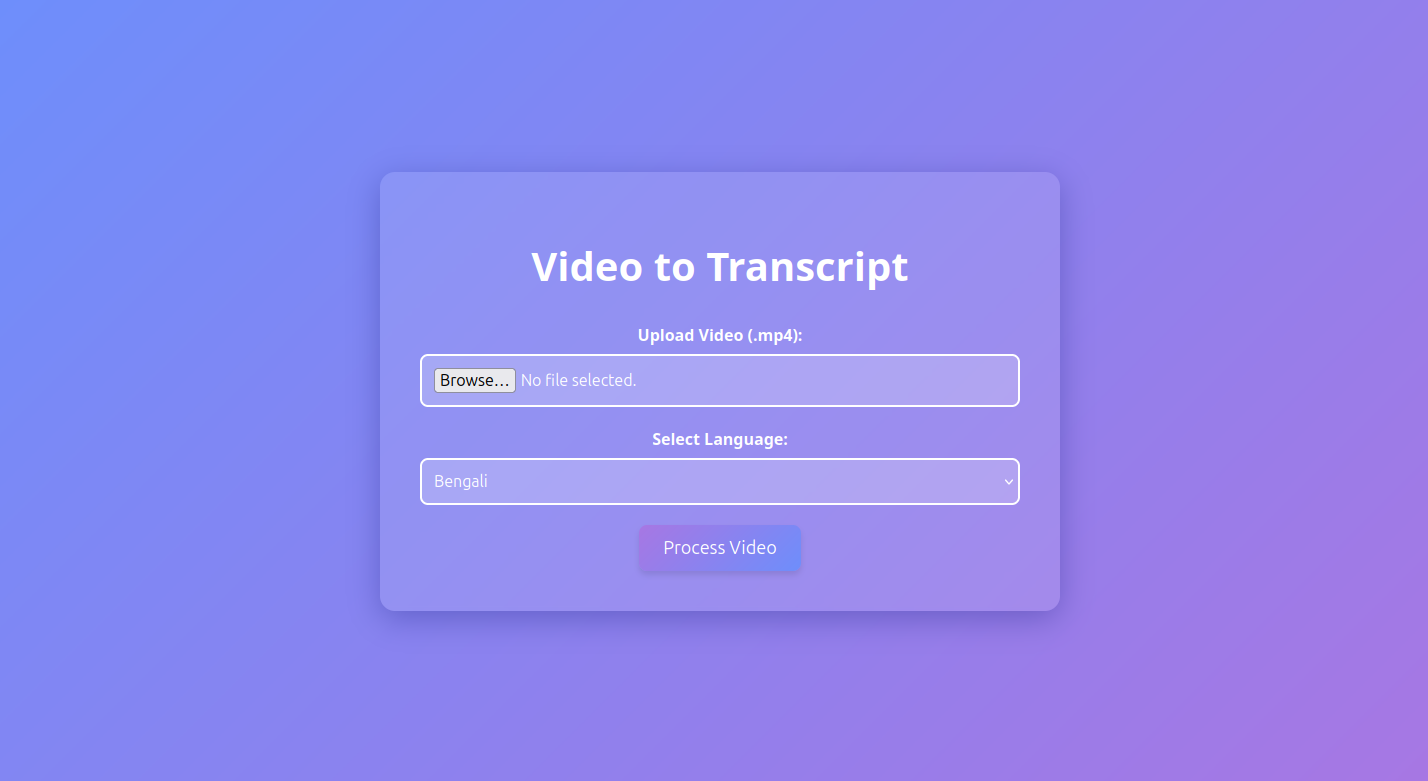 Video to Transcript
Upload Video (.mp4):
Browse... No file selected.
Select Language:
Bengali
Process Video